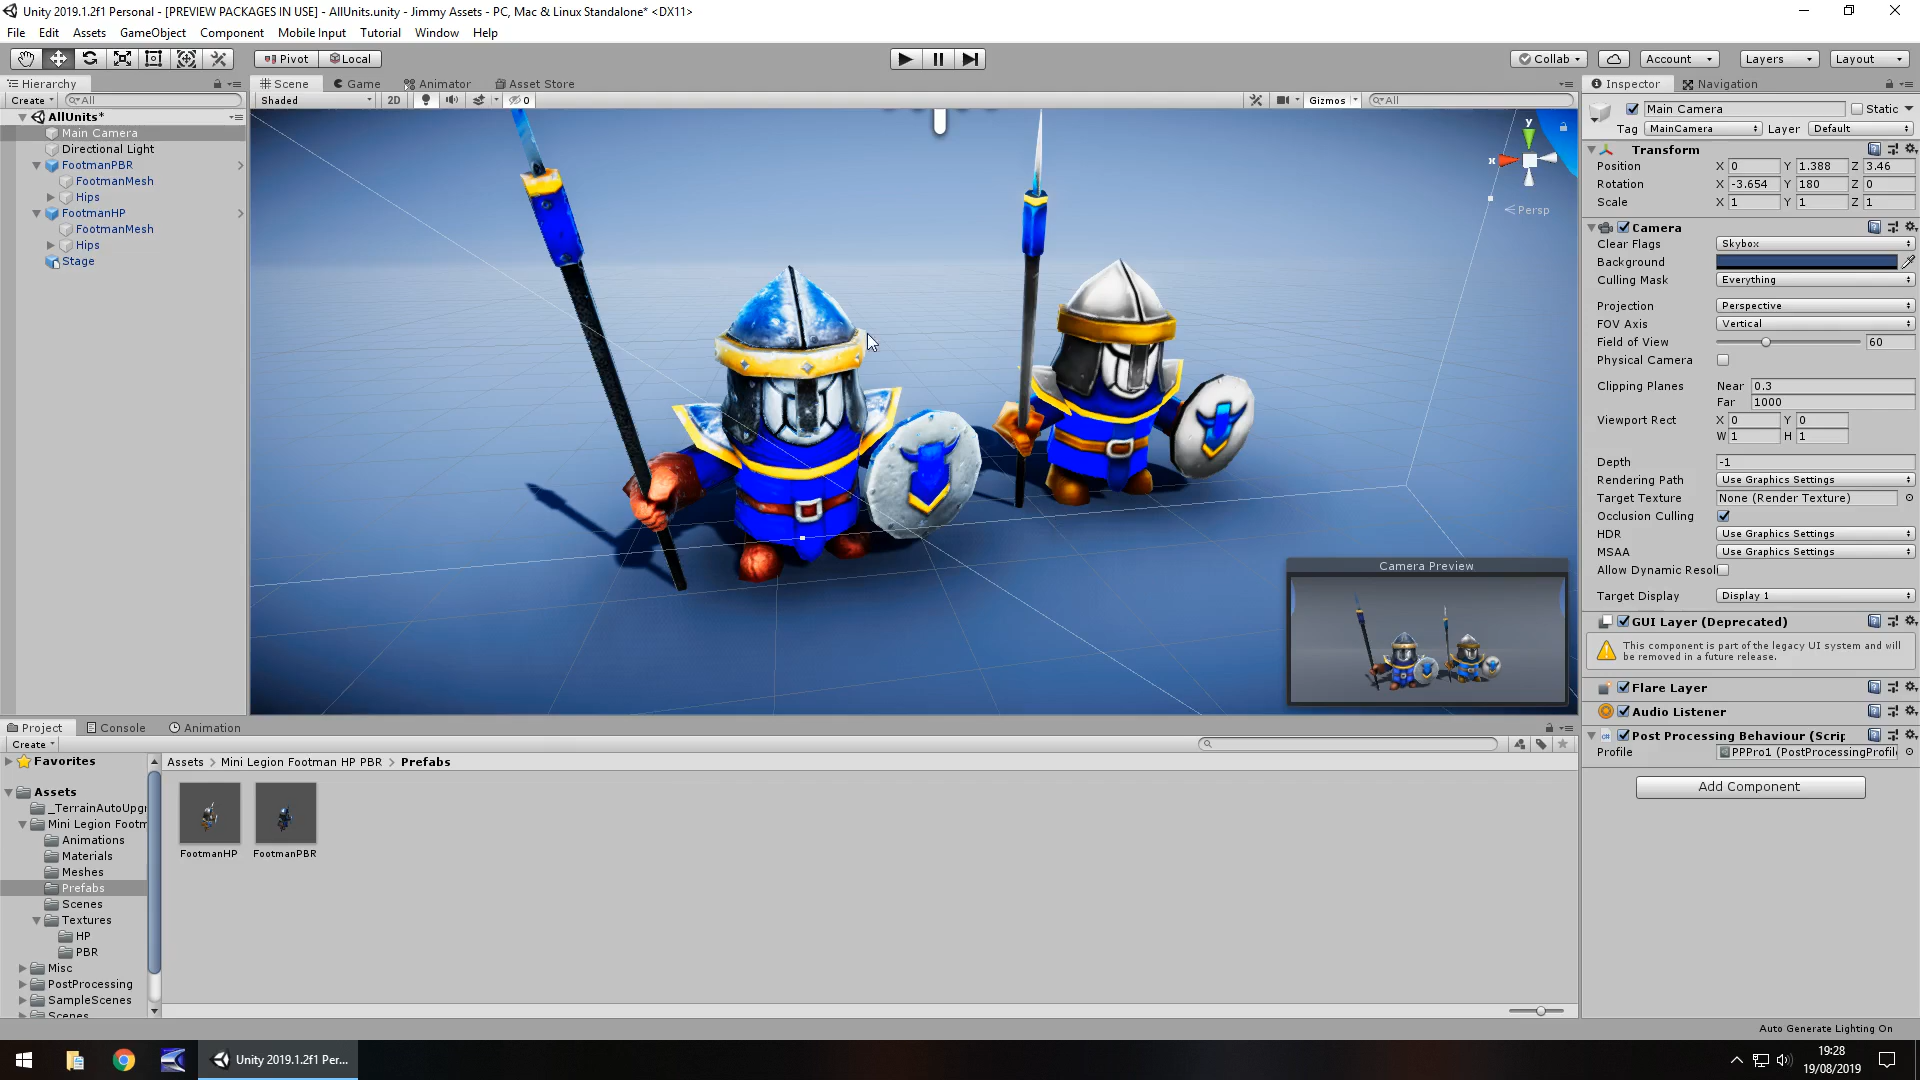 Unity 2019.1.2f1 Personal - [PREVIEW PACKAGES IN USE] - AllUnits.unity - Jimmy Assets - PC, Mac & Linux Standalone* <DX11>
File Edit Assets GameObject Component Mobile Input Tutorial Window Help
Pivot Local Collab Account Layers Layout
Hierarchy Scene Game Animator Asset Store Inspector Navigation
Create All Shaded 2D 0 Gizmos All
AllUnits*
Main Camera
Directional Light
FootmanPBR
FootmanMesh
Hips
FootmanHP
FootmanMesh
Hips
Stage
y
x
Persp
Camera Preview
Main Camera Static
Tag MainCamera Layer Default
Transform
Position X 0 Y 1.388 Z 3.46
Rotation X -3.654 Y 180 Z 0
Scale X 1 Y 1 Z 1
Camera
Clear Flags Skybox
Background
Culling Mask Everything
Projection Perspective
FOV Axis Vertical
Field of View 60
Physical Camera
Clipping Planes Near 0.3
Far 1000
Viewport Rect X 0 Y 0
W 1 H 1
Depth -1
Rendering Path Use Graphics Settings
Target Texture None (Render Texture)
Occlusion Culling
HDR Use Graphics Settings
MSAA Use Graphics Settings
Allow Dynamic Resol
Target Display Display 1
GUI Layer (Deprecated)
This component is part of the legacy UI system and will
be removed in a future release.
Flare Layer
Audio Listener
Post Processing Behaviour (Scrip
Profile PPPro1 (PostProcessingProfil
Add Component
Project Console Animation
Create
Favorites
Assets
_TerrainAutoUpgr
Mini Legion Footm
Animations
Materials
Meshes
Prefabs
Scenes
Textures
HP
PBR
Misc
PostProcessing
SampleScenes
Scenes
Assets > Mini Legion Footman HP PBR > Prefabs
FootmanHP FootmanPBR
Auto Generate Lighting On
Unity 2019.1.2f1 Per...
19:28
19/08/2019